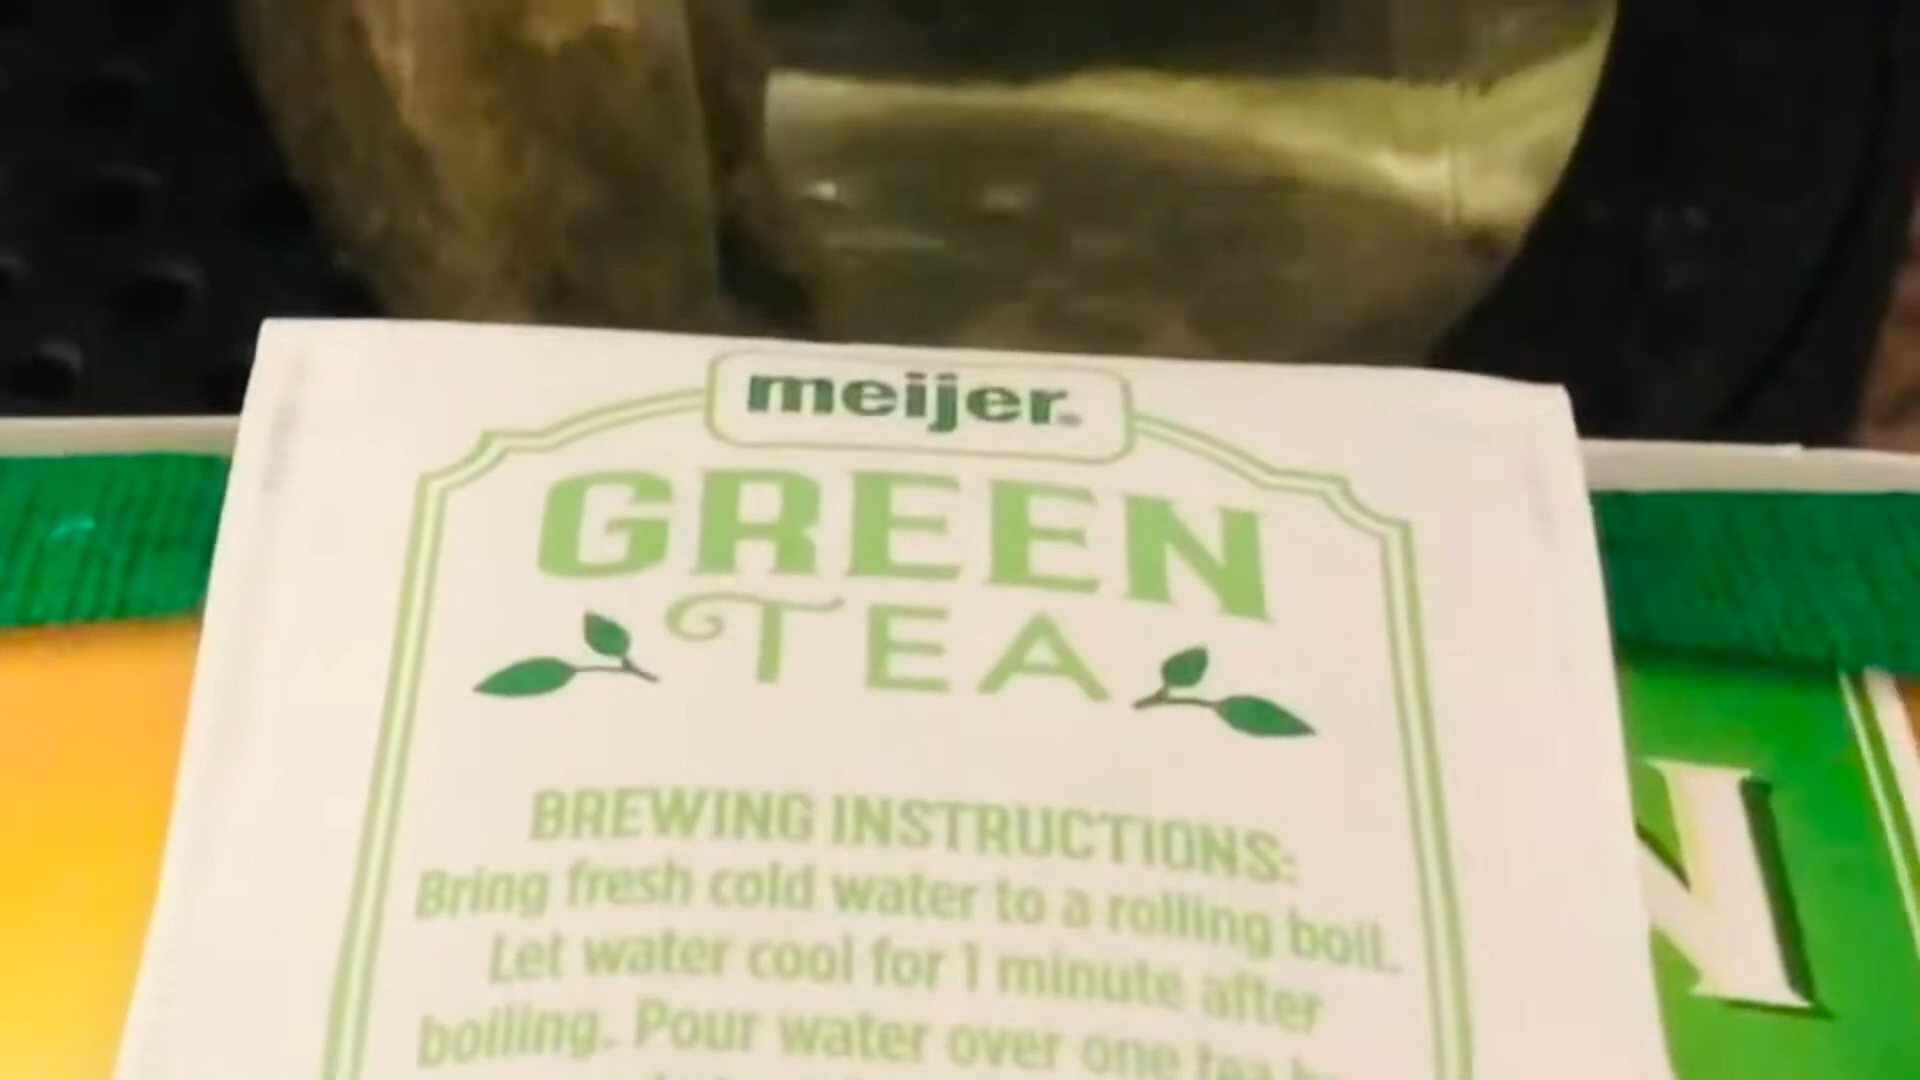 meijer
GREEN
TEA
BREWING INSTRUCTIONS:
Bring fresh cold water to a rolling boil.
Let water cool for 1 minute after
boiling. Pour water over one tea
N